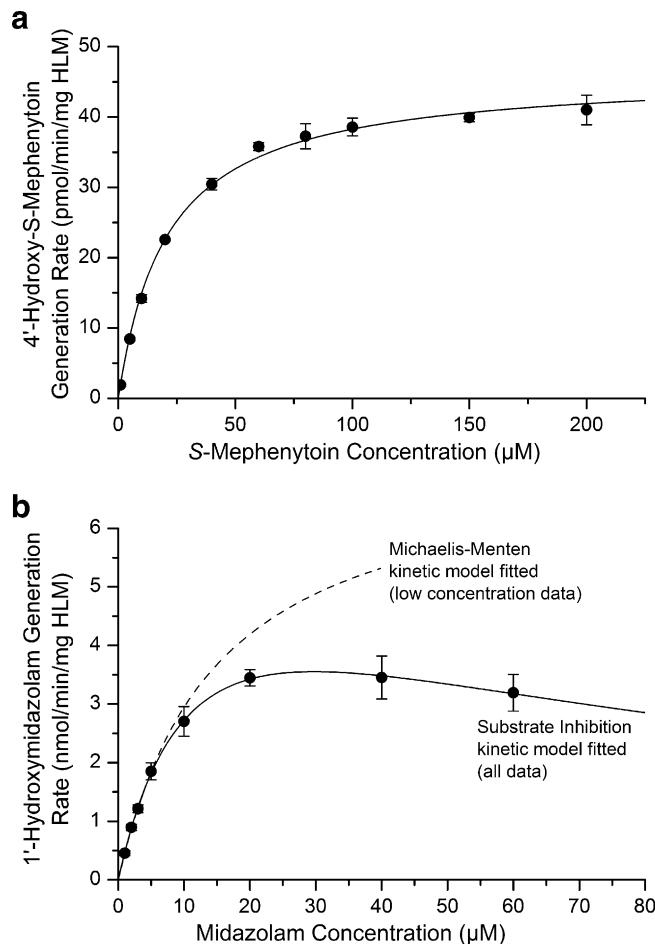 a
4'-Hydroxy-S-Mephenytoin
Generation Rate (pmol/min/mg HLM)
50
40
30
20
10
0
0 50 100 150 200
S-Mephenytoin Concentration (µM)
b
1'-Hydroxymidazolam Generation
Rate (nmol/min/mg HLM)
6
5
4
3
2
1
0
Michaelis-Menten
kinetic model fitted
(low concentration data)
Substrate Inhibition
kinetic model fitted
(all data)
0 10 20 30 40 50 60 70 80
Midazolam Concentration (µM)